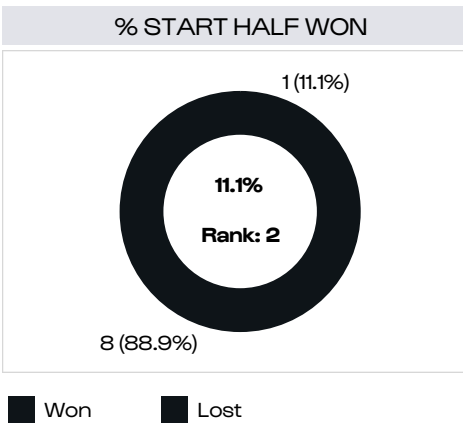 % START HALF WON
1 (11.1%)
11.1%
Rank: 2
8 (88.9%)
Won
Lost